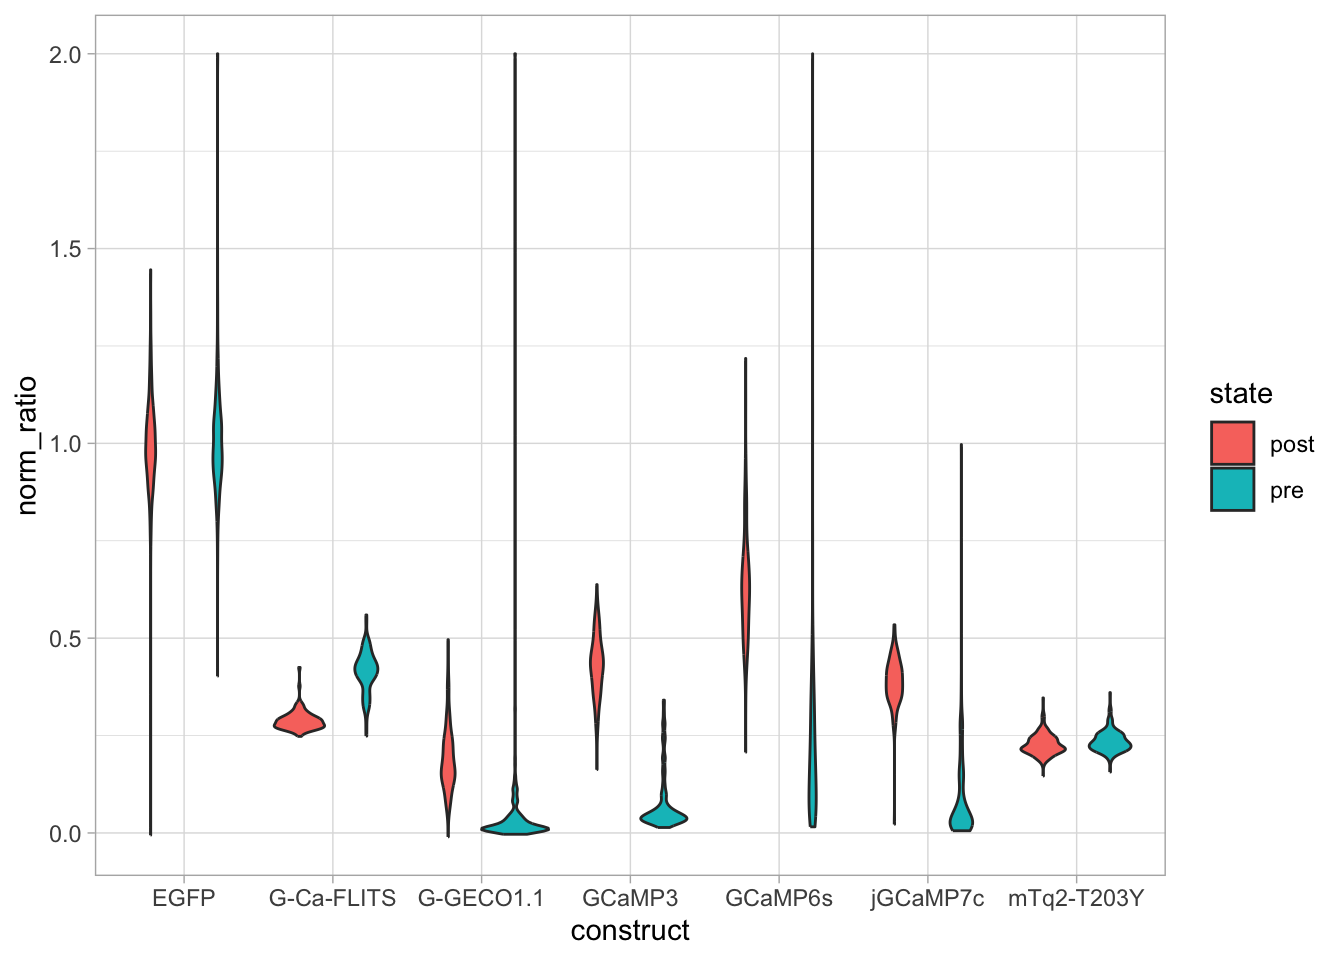 2.0
1.5
1.0
0.5
0.0
norm_ratio
EGFP G-Ca-FLITS G-GECO1.1 GCaMP3 GCaMP6s jGCaMP7c mTq2-T203Y
construct
state
post
pre